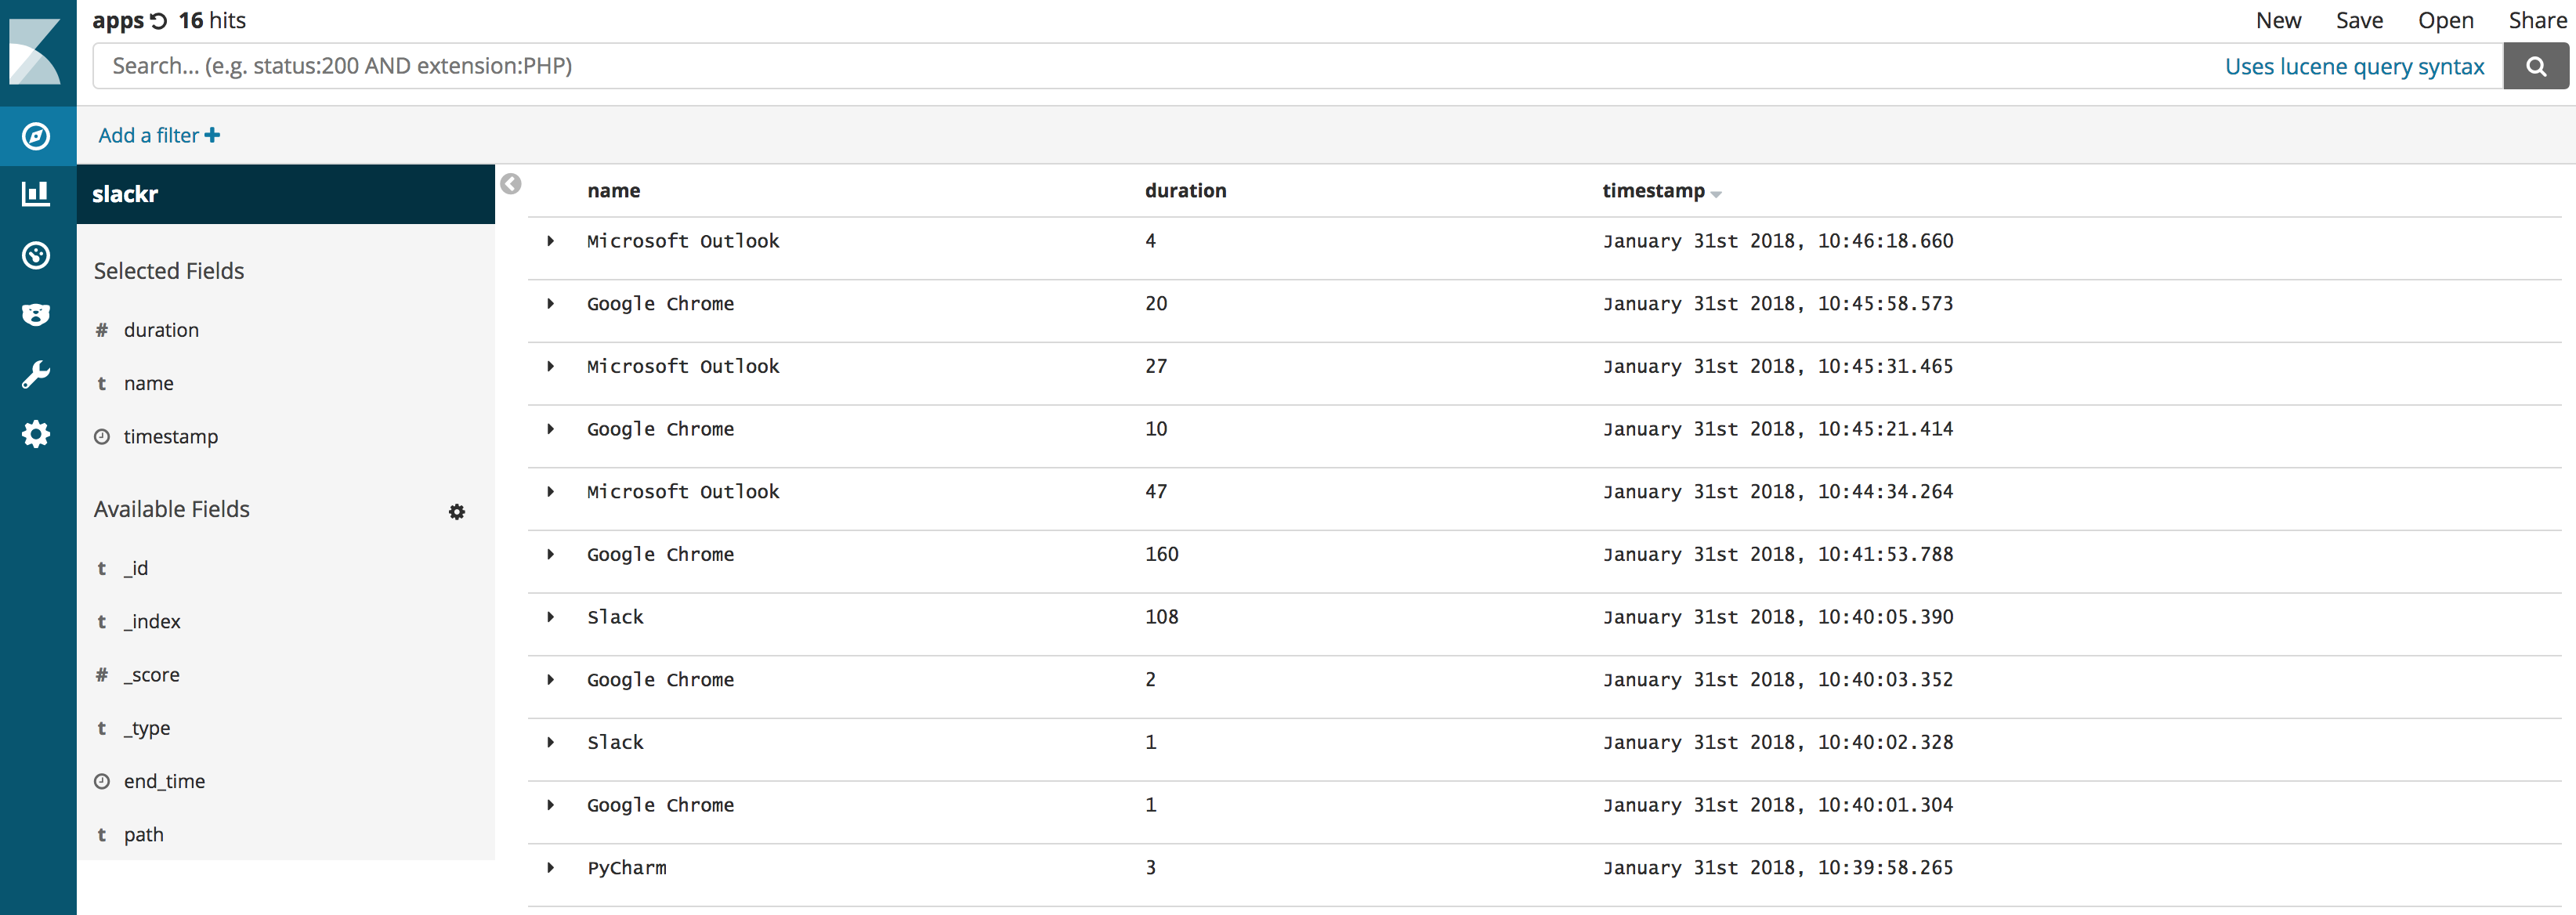 apps 16 hits
New Save Open Share
Search... (e.g. status:200 AND extension:PHP)
Uses lucene query syntax
Add a filter
slackr
Selected Fields
# duration
t name
timestamp
Available Fields
t _id
t _index
# _score
t _type
end_time
t path
name duration timestamp
Microsoft Outlook 4 January 31st 2018, 10:46:18.660
Google Chrome 20 January 31st 2018, 10:45:58.573
Microsoft Outlook 27 January 31st 2018, 10:45:31.465
Google Chrome 10 January 31st 2018, 10:45:21.414
Microsoft Outlook 47 January 31st 2018, 10:44:34.264
Google Chrome 160 January 31st 2018, 10:41:53.788
Slack 108 January 31st 2018, 10:40:05.390
Google Chrome 2 January 31st 2018, 10:40:03.352
Slack 1 January 31st 2018, 10:40:02.328
Google Chrome 1 January 31st 2018, 10:40:01.304
PyCharm 3 January 31st 2018, 10:39:58.265